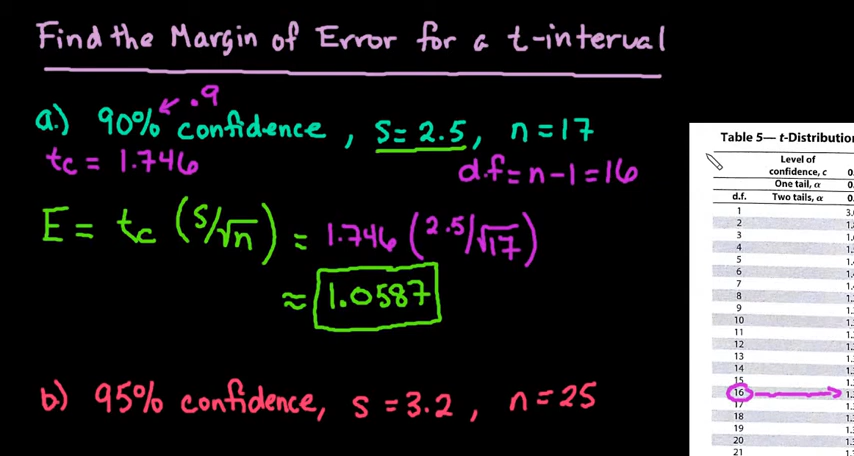 Find the Margin of Error for a t-interval
.9
a.) 90% confidence, s = 2.5, n = 17
tc = 1.746
d.f = n - 1 = 16
E = tc (s/√n) = 1.746 (2.5/√17)
≈ 1.0587
b) 95% confidence, s = 3.2, n = 25
Table 5— t-Distribution
Level of
confidence, c
One tail, α
d.f. Two tails, α
1
2
3
4
5
6
7
8
9
10
11
12
13
14
15
16
17
18
19
20
21